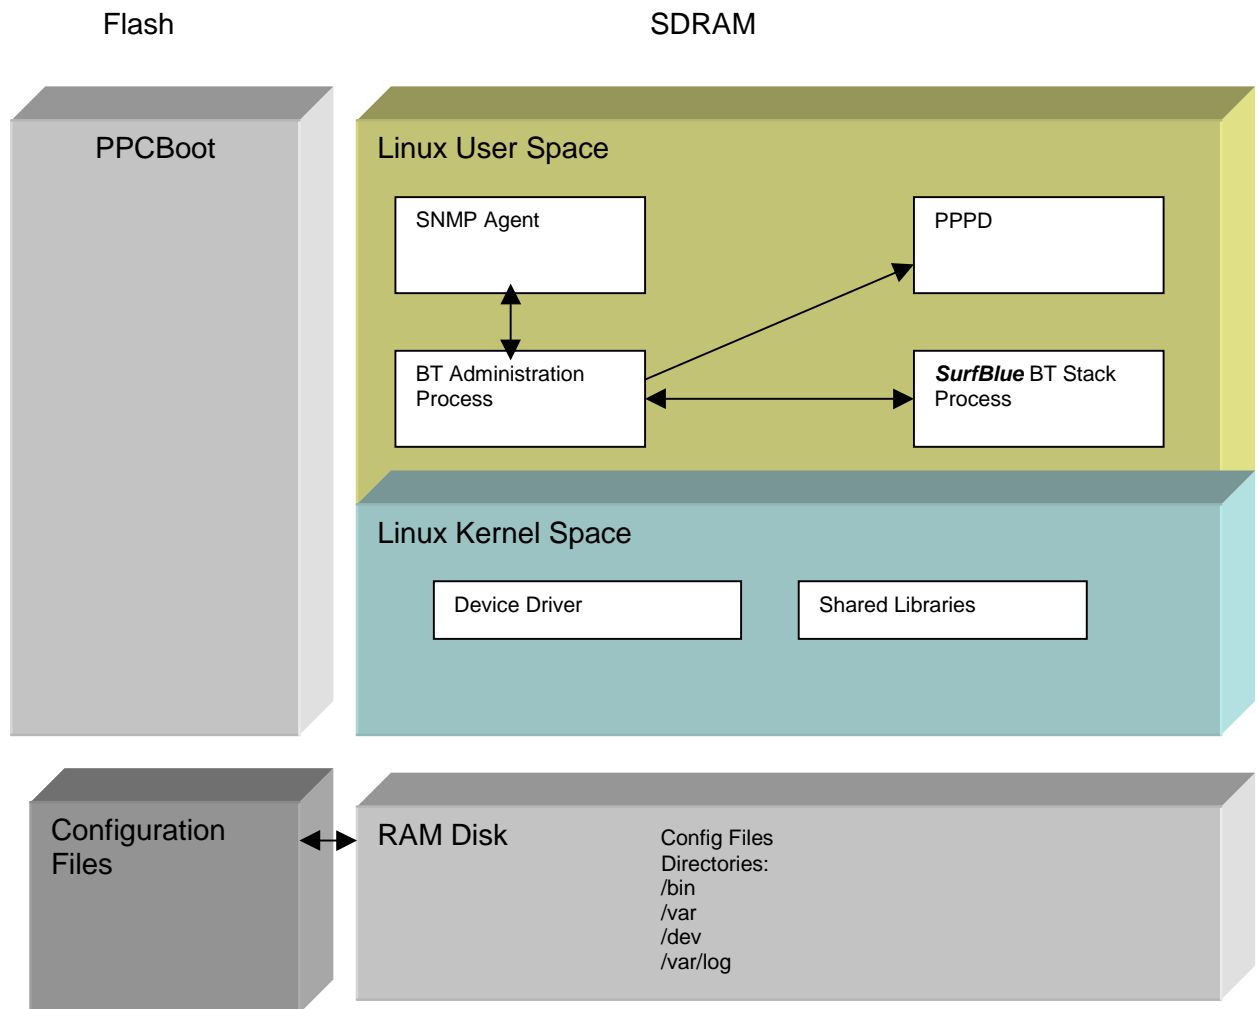 Flash
SDRAM
PPCBoot
Linux User Space
SNMP Agent
PPPD
BT Administration
Process
SurfBlue BT Stack
Process
Linux Kernel Space
Device Driver
Shared Libraries
Configuration
Files
RAM Disk
Config Files
Directories:
/bin
/var
/dev
/var/log